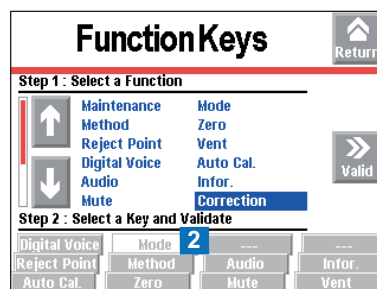 Function Keys
Return
Step 1 : Select a Function
Maintenance Mode
Method Zero
Reject Point Vent
Digital Voice Auto Cal.
Valid
Audio Infor.
Mute Correction
Step 2 : Select a Key and Validate
Digital Voice Mode 2 --- ---
Reject Point Method Audio Infor.
Auto Cal. Zero Mute Vent